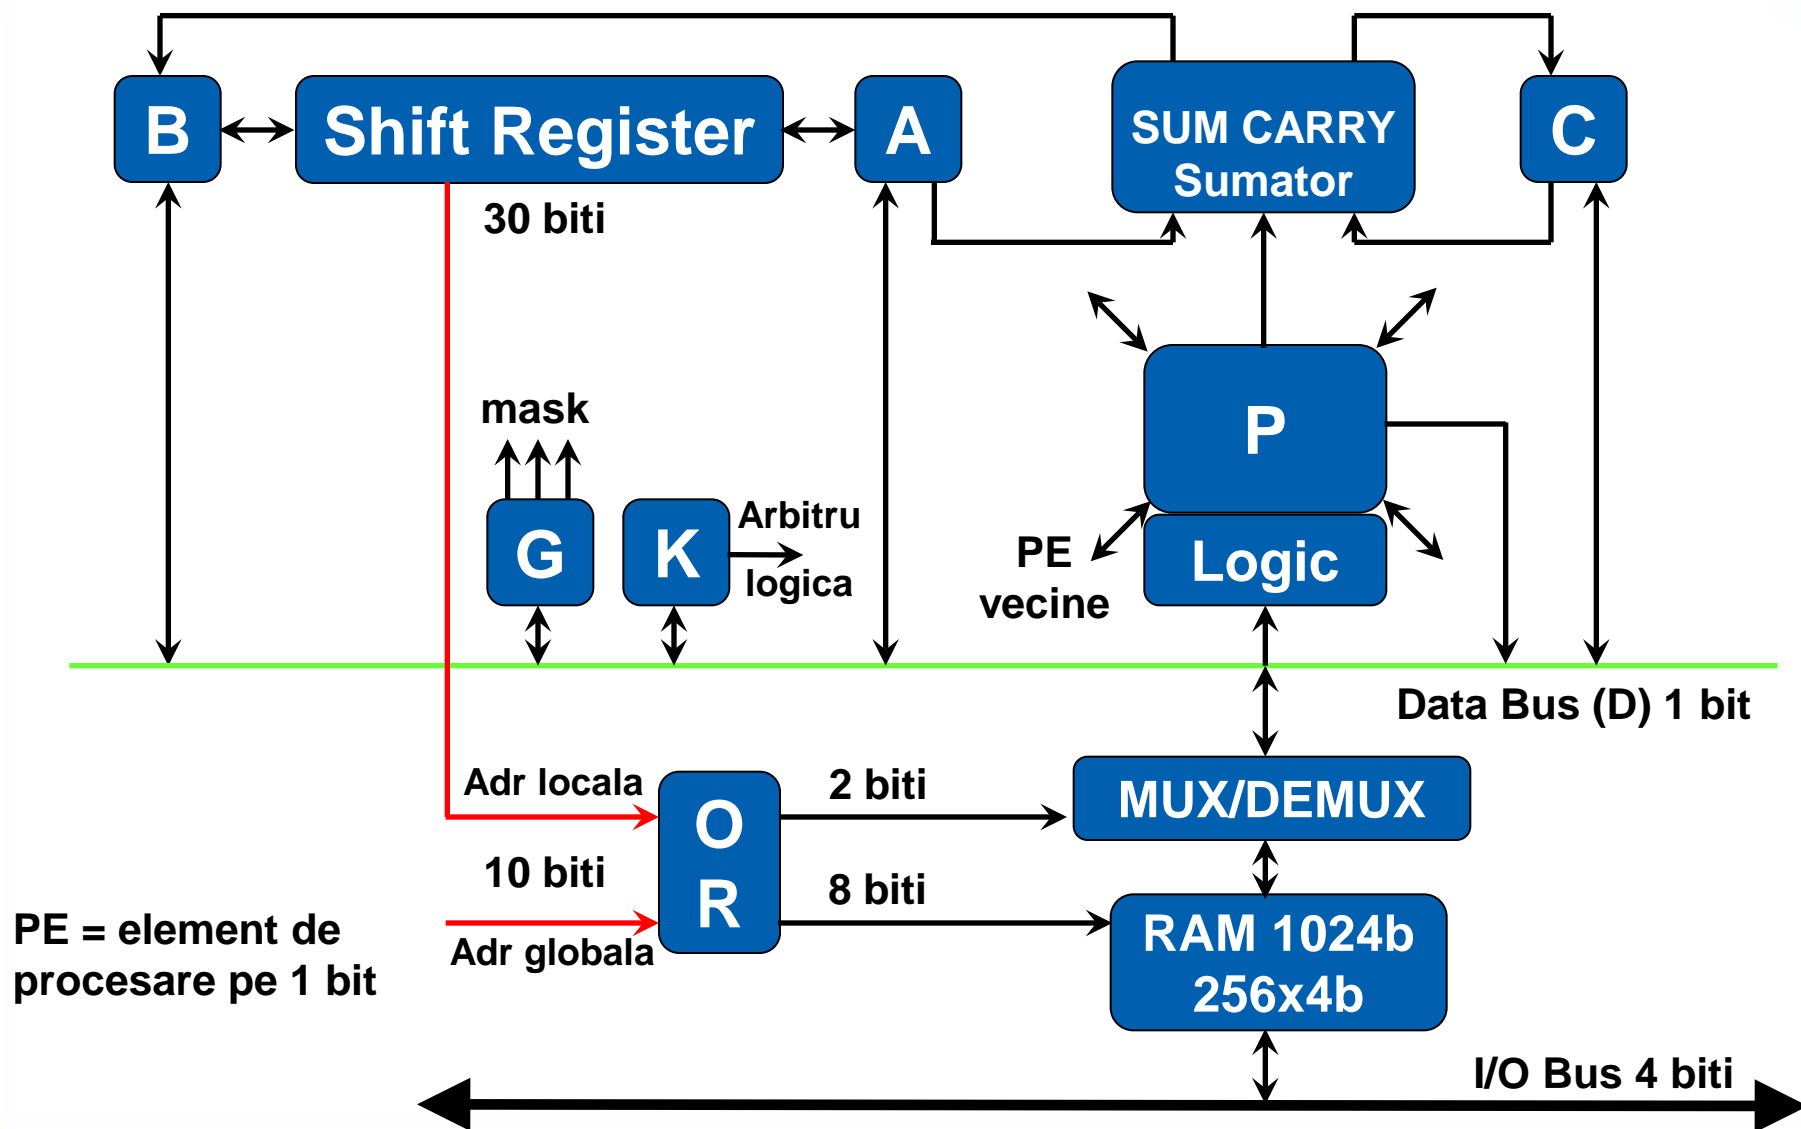 B
Shift Register
A
SUM CARRY
Sumator
C
30 biti
mask
P
G
K
Arbitru
logica
PE
vecine
Logic
Data Bus (D) 1 bit
Adr locala
2 biti
MUX/DEMUX
O
R
10 biti
8 biti
Adr globala
RAM 1024b
256x4b
PE = element de
procesare pe 1 bit
I/O Bus 4 biti